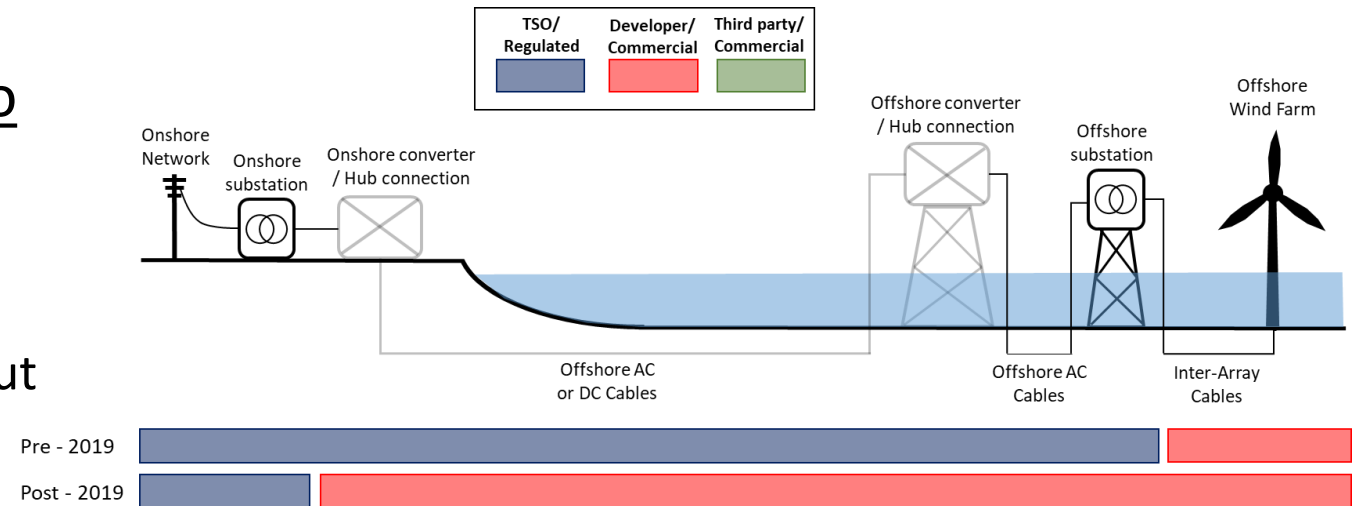 TSO/
Regulated
Developer/
Commercial
Third party/
Commercial
Onshore
Network
Onshore
substation
Onshore converter
/ Hub connection
Offshore converter
/ Hub connection
Offshore
substation
Offshore
Wind Farm
Offshore AC
or DC Cables
Offshore AC
Cables
Inter-Array
Cables
Pre - 2019
Post - 2019